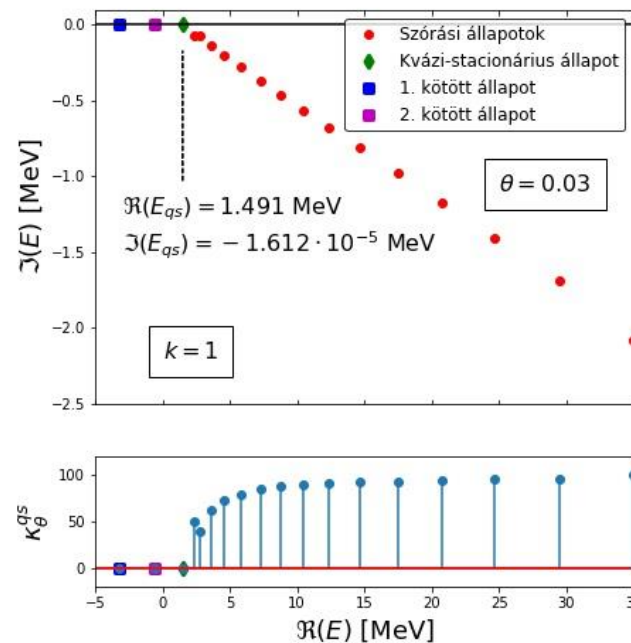 0.0
−0.5
−1.0
−1.5
−2.0
−2.5
ℑ(E) [MeV]
Szórási állapotok
Kvázi-stacionárius állapot
1. kötött állapot
2. kötött állapot
θ = 0.03
ℜ(E_qs) = 1.491 MeV
ℑ(E_qs) = − 1.612 · 10⁻⁵ MeV
k = 1
100
50
0
κ_θ^qs
−5 0 5 10 15 20 25 30 35
ℜ(E) [MeV]